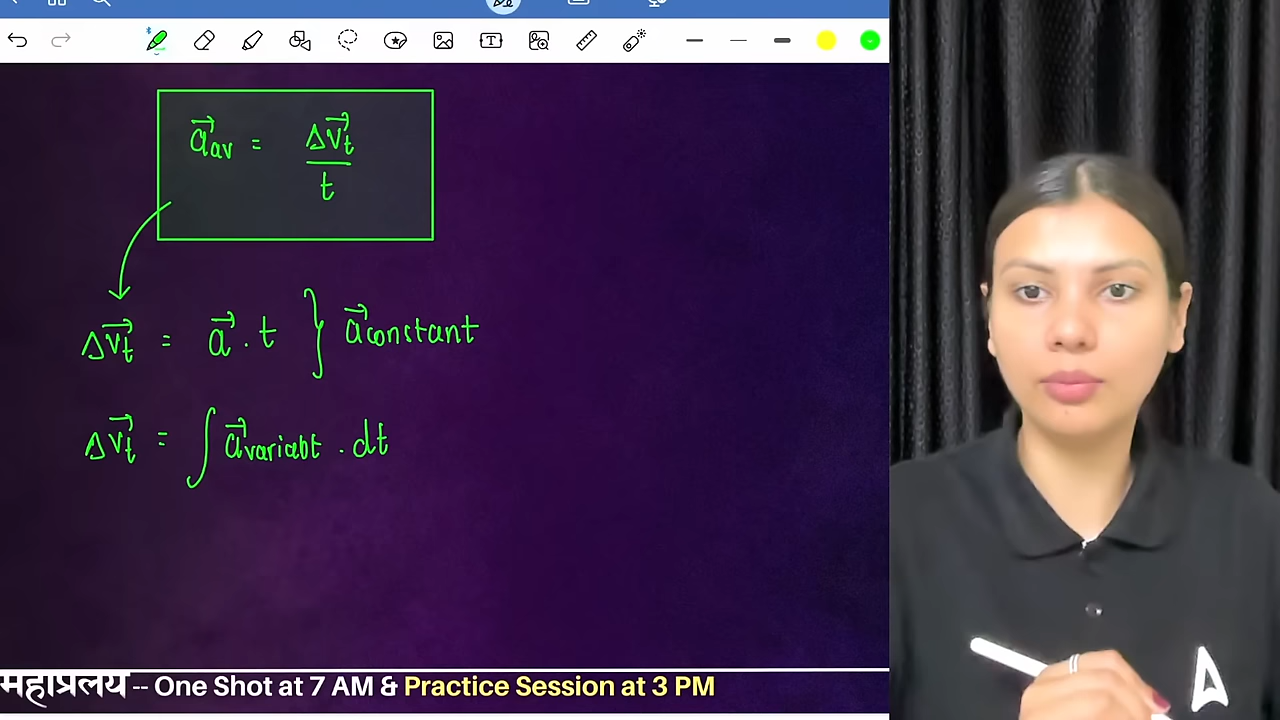 a⃗av = Δv⃗t / t
Δv⃗t = a⃗ . t } a⃗constant
Δv⃗t = ∫ a⃗variabt . dt
महाप्रलय -- One Shot at 7 AM & Practice Session at 3 PM